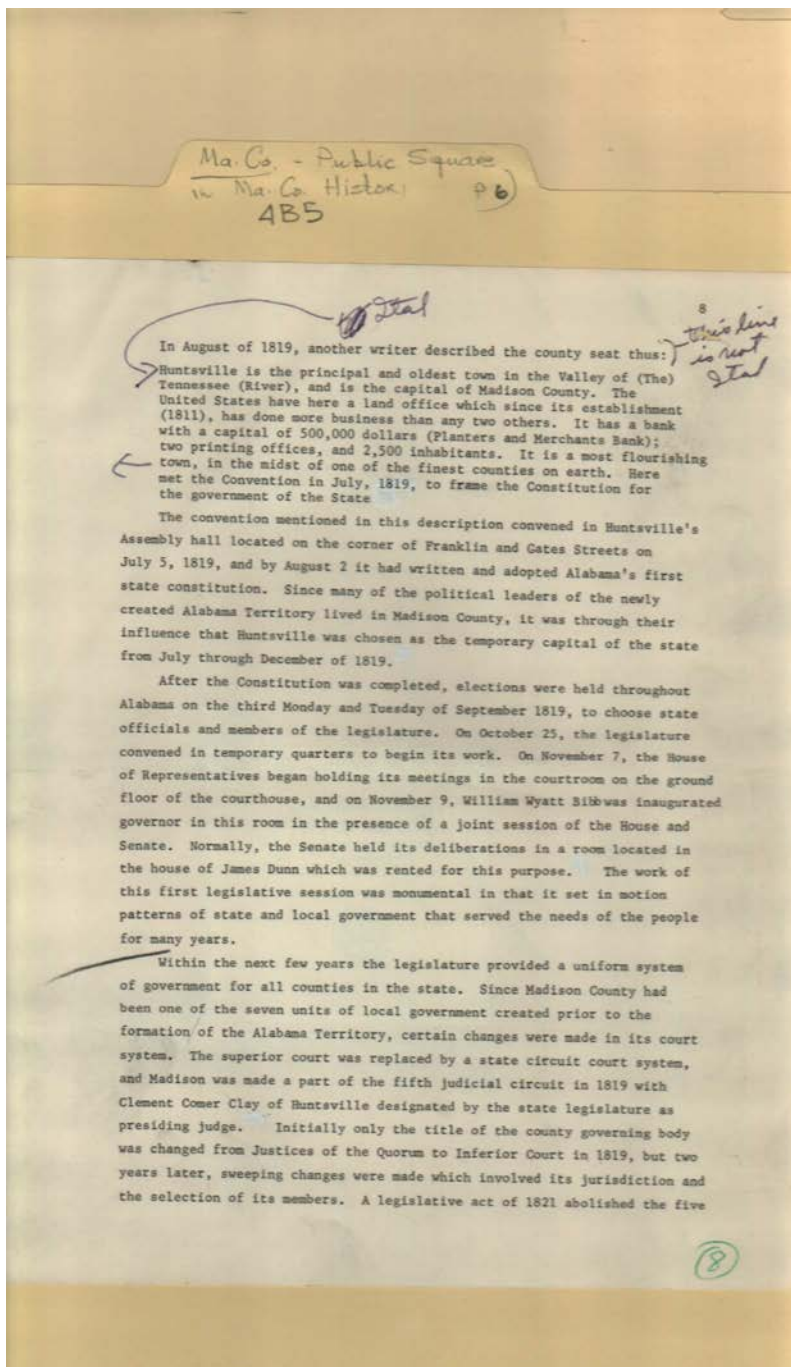 Ma. Co. - Public Square
in Ma. Co. Histor. p 6)
4B5
Ital
8
this line
is not
Ital
In August of 1819, another writer described the county seat thus:
Huntsville is the principal and oldest town in the Valley of (The)
Tennessee (River), and is the capital of Madison County. The
United States have here a land office which since its establishment
(1811), has done more business than any two others. It has a bank
with a capital of 500,000 dollars (Planters and Merchants Bank);
two printing offices, and 2,500 inhabitants. It is a most flourishing
town, in the midst of one of the finest counties on earth. Here
met the Convention in July, 1819, to frame the Constitution for
the government of the State
The convention mentioned in this description convened in Huntsville's
Assembly hall located on the corner of Franklin and Gates Streets on
July 5, 1819, and by August 2 it had written and adopted Alabama's first
state constitution. Since many of the political leaders of the newly
created Alabama Territory lived in Madison County, it was through their
influence that Huntsville was chosen as the temporary capital of the state
from July through December of 1819.
After the Constitution was completed, elections were held throughout
Alabama on the third Monday and Tuesday of September 1819, to choose state
officials and members of the legislature. On October 25, the legislature
convened in temporary quarters to begin its work. On November 7, the House
of Representatives began holding its meetings in the courtroom on the ground
floor of the courthouse, and on November 9, William Wyatt Bibb was inaugurated
governor in this room in the presence of a joint session of the House and
Senate. Normally, the Senate held its deliberations in a room located in
the house of James Dunn which was rented for this purpose. The work of
this first legislative session was monumental in that it set in motion
patterns of state and local government that served the needs of the people
for many years.
Within the next few years the legislature provided a uniform system
of government for all counties in the state. Since Madison County had
been one of the seven units of local government created prior to the
formation of the Alabama Territory, certain changes were made in its court
system. The superior court was replaced by a state circuit court system,
and Madison was made a part of the fifth judicial circuit in 1819 with
Clement Comer Clay of Huntsville designated by the state legislature as
presiding judge. Initially only the title of the county governing body
was changed from Justices of the Quorum to Inferior Court in 1819, but two
years later, sweeping changes were made which involved its jurisdiction and
the selection of its members. A legislative act of 1821 abolished the five
8